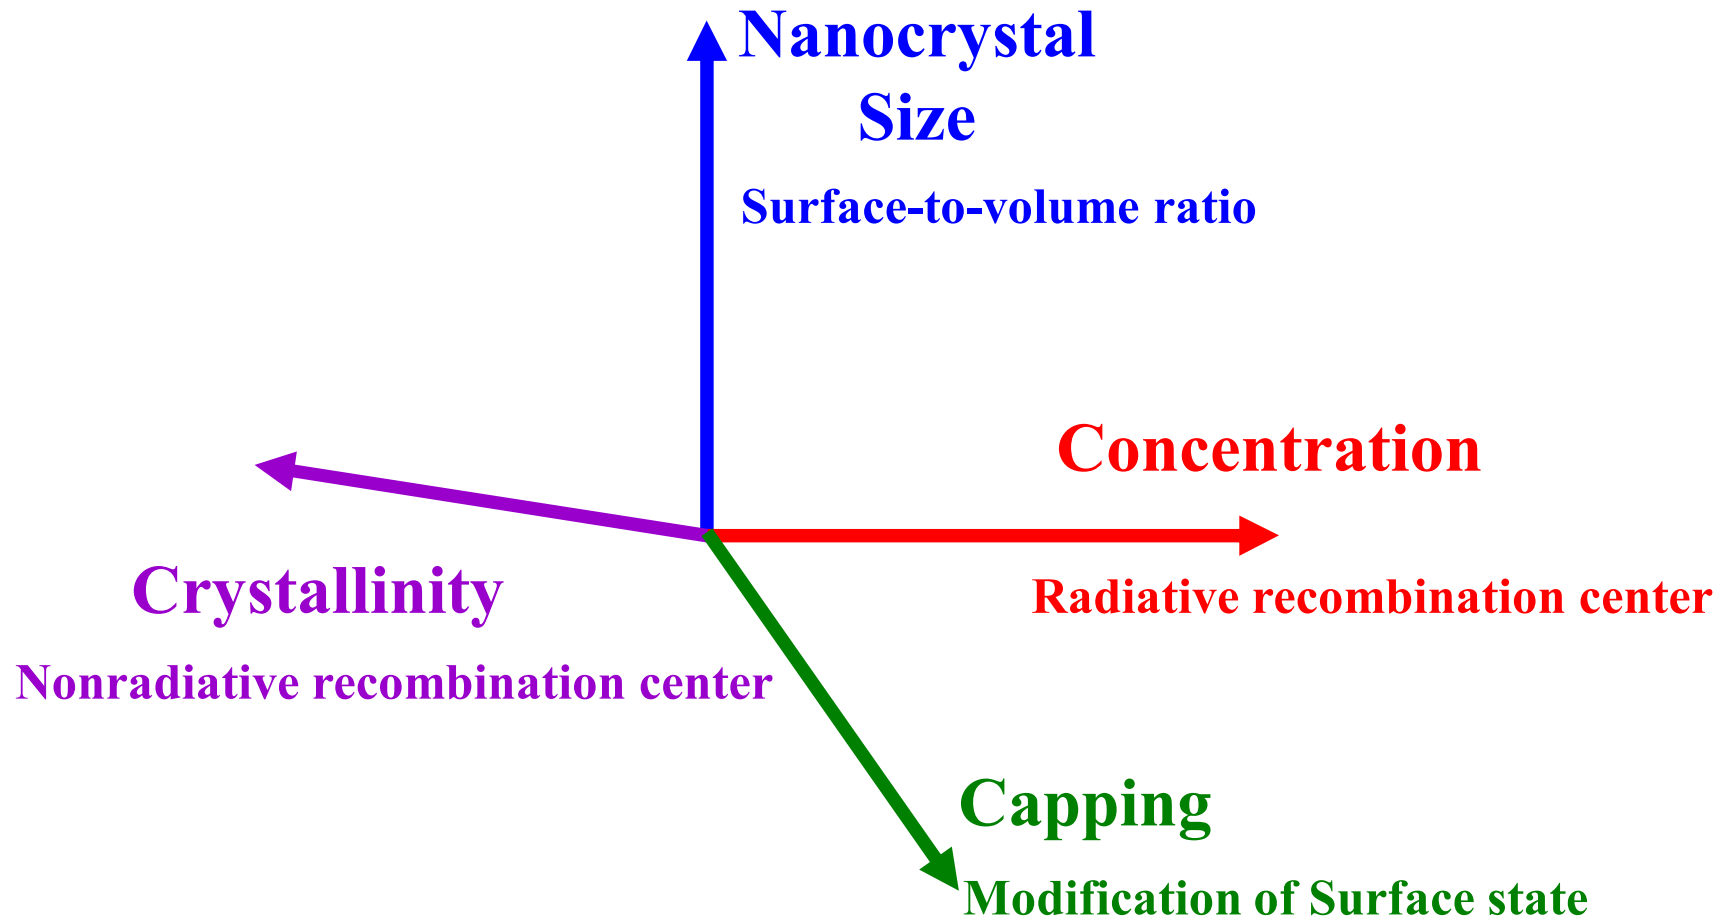 Nanocrystal
Size
Surface-to-volume ratio
Concentration
Radiative recombination center
Crystallinity
Nonradiative recombination center
Capping
Modification of Surface state